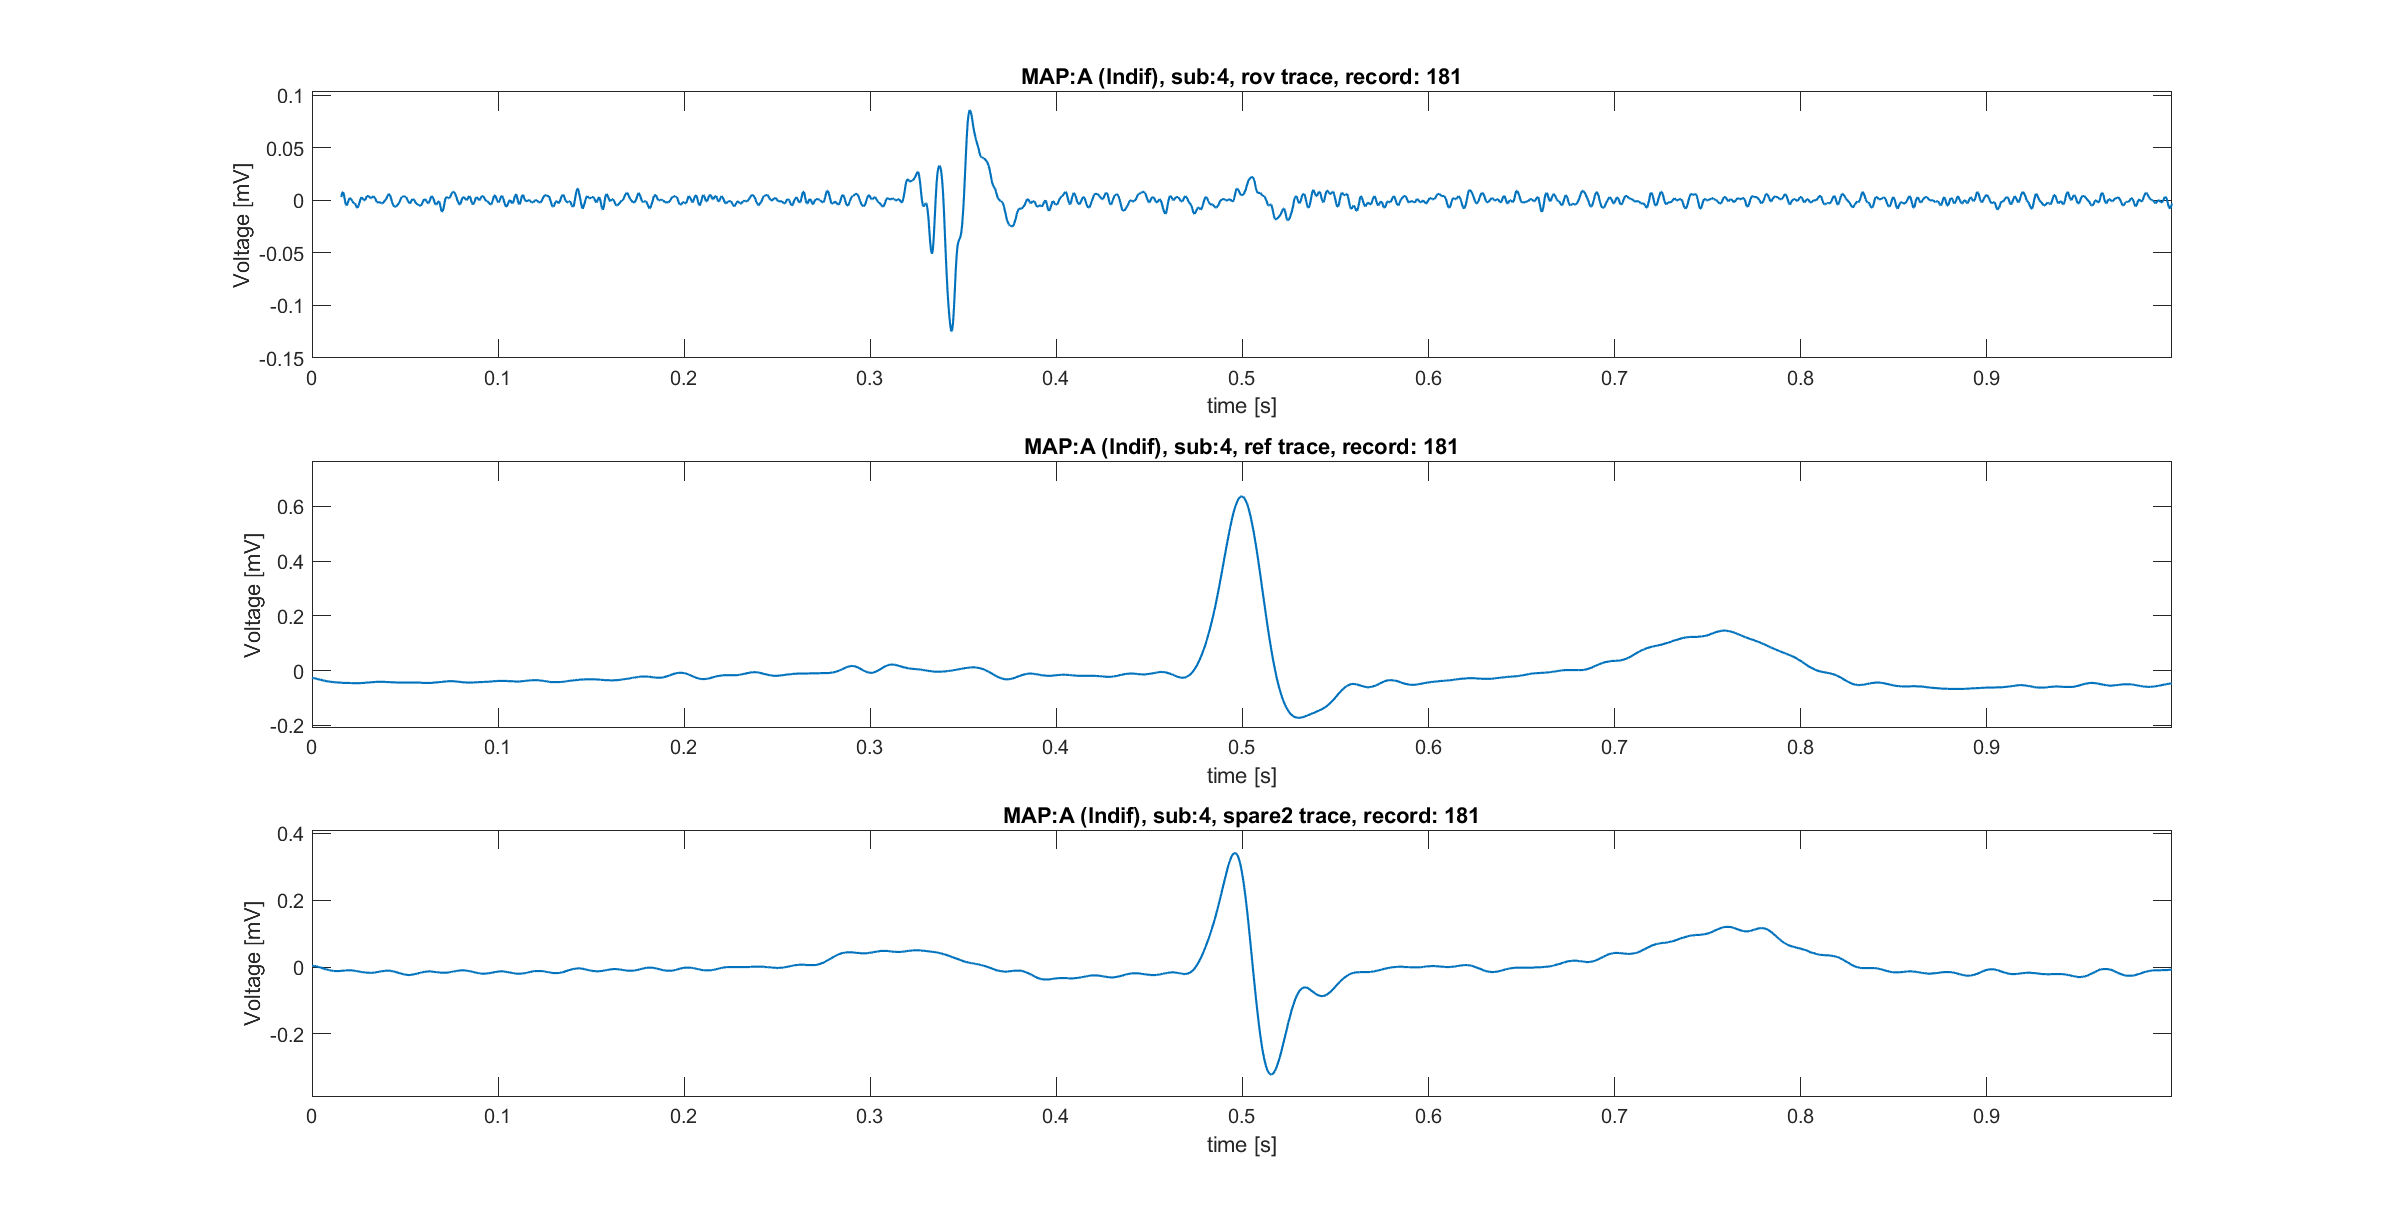 MAP:A (Indif), sub:4, rov trace, record: 181
0.1
0.05
0
-0.05
-0.1
-0.15
Voltage [mV]
0 0.1 0.2 0.3 0.4 0.5 0.6 0.7 0.8 0.9
time [s]
MAP:A (Indif), sub:4, ref trace, record: 181
0.6
0.4
0.2
0
-0.2
Voltage [mV]
0 0.1 0.2 0.3 0.4 0.5 0.6 0.7 0.8 0.9
time [s]
MAP:A (Indif), sub:4, spare2 trace, record: 181
0.4
0.2
0
-0.2
Voltage [mV]
0 0.1 0.2 0.3 0.4 0.5 0.6 0.7 0.8 0.9
time [s]